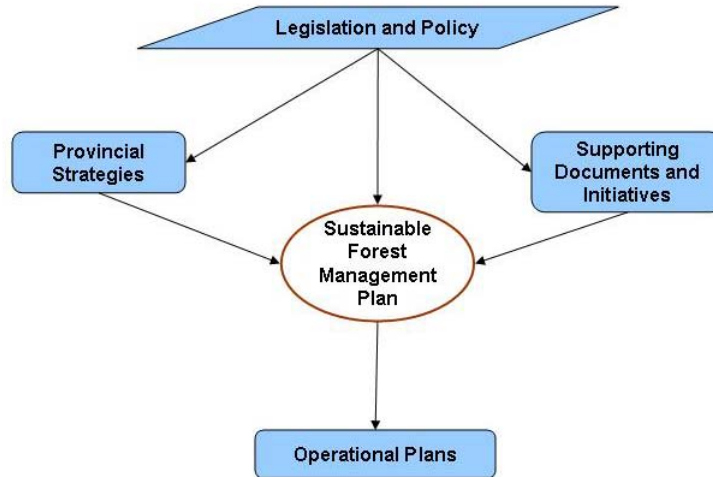 Legislation and Policy
Provincial
Strategies
Supporting
Documents and
Initiatives
Sustainable
Forest
Management
Plan
Operational Plans